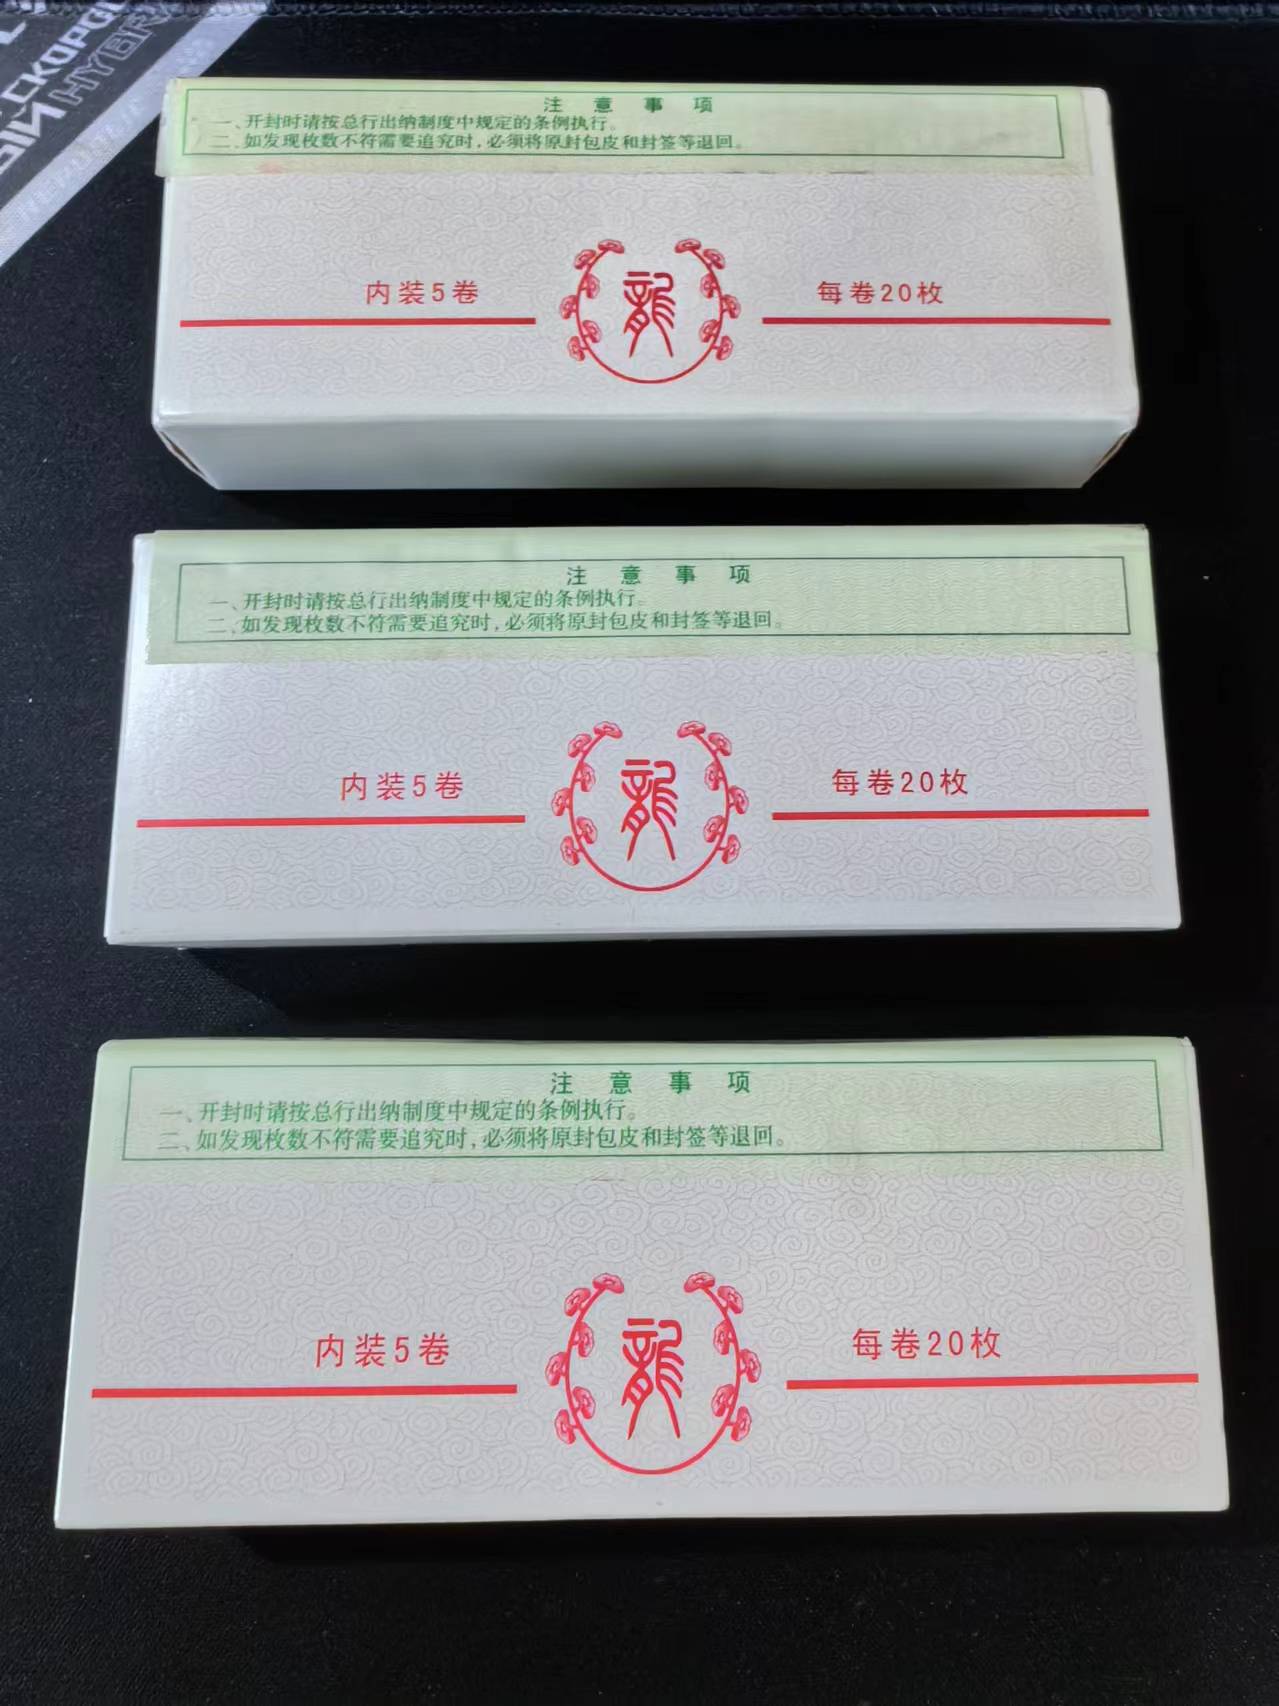 СКОРОС
НУВР
注 意 事 项
一、开封时请按总行出纳制度中规定的条例执行。
二、如发现枚数不符需要追究时，必须将原封包皮和封签等退回。
内装5卷
龍
每卷20枚
注 意 事 项
一、开封时请按总行出纳制度中规定的条例执行。
二、如发现枚数不符需要追究时，必须将原封包皮和封签等退回。
内装5卷
龍
每卷20枚
注 意 事 项
一、开封时请按总行出纳制度中规定的条例执行。
二、如发现枚数不符需要追究时，必须将原封包皮和封签等退回。
内装5卷
龍
每卷20枚